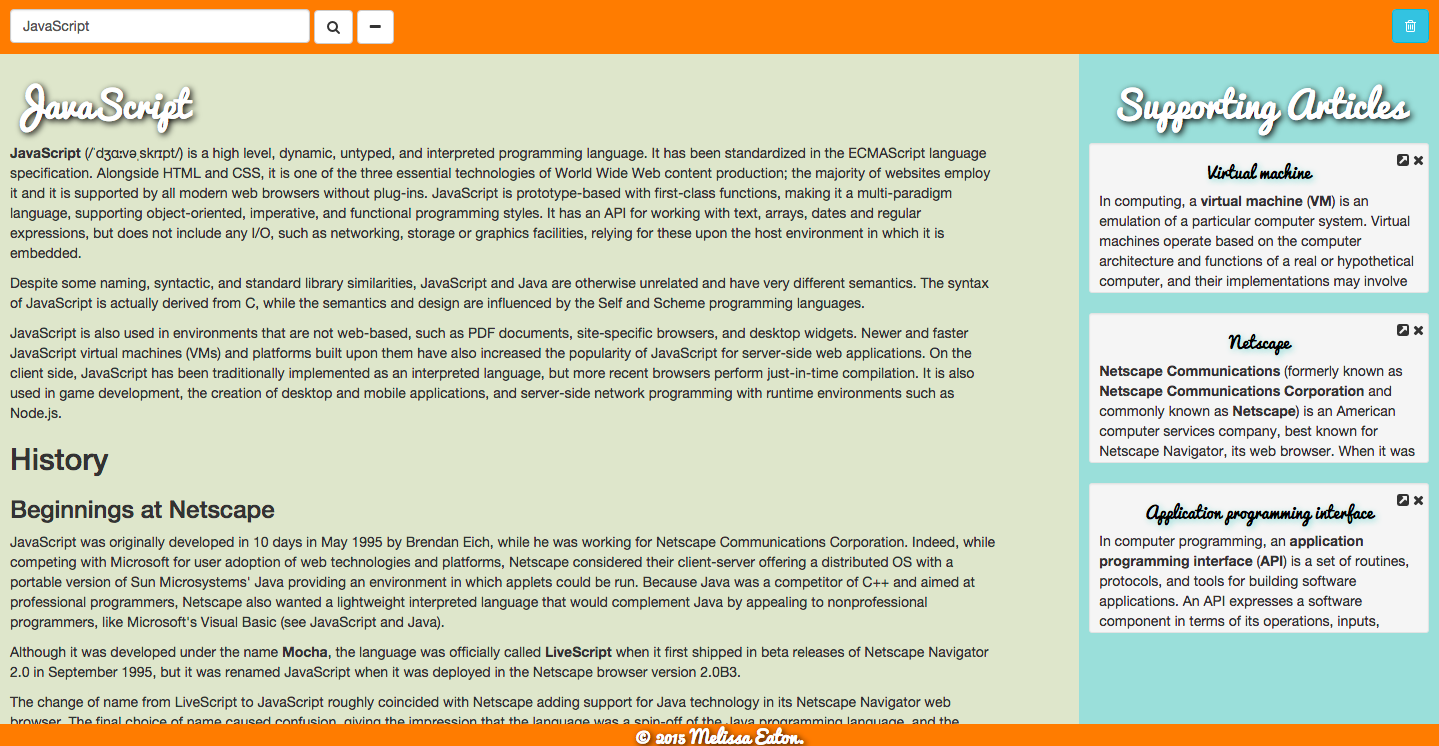 JavaScript
JavaScript
JavaScript (/ˈdʒɑːvəˌskrɪpt/) is a high level, dynamic, untyped, and interpreted programming language. It has been standardized in the ECMAScript language
specification. Alongside HTML and CSS, it is one of the three essential technologies of World Wide Web content production; the majority of websites employ
it and it is supported by all modern web browsers without plug-ins. JavaScript is prototype-based with first-class functions, making it a multi-paradigm
language, supporting object-oriented, imperative, and functional programming styles. It has an API for working with text, arrays, dates and regular
expressions, but does not include any I/O, such as networking, storage or graphics facilities, relying for these upon the host environment in which it is
embedded.
Despite some naming, syntactic, and standard library similarities, JavaScript and Java are otherwise unrelated and have very different semantics. The syntax
of JavaScript is actually derived from C, while the semantics and design are influenced by the Self and Scheme programming languages.
JavaScript is also used in environments that are not web-based, such as PDF documents, site-specific browsers, and desktop widgets. Newer and faster
JavaScript virtual machines (VMs) and platforms built upon them have also increased the popularity of JavaScript for server-side web applications. On the
client side, JavaScript has been traditionally implemented as an interpreted language, but more recent browsers perform just-in-time compilation. It is also
used in game development, the creation of desktop and mobile applications, and server-side network programming with runtime environments such as
Node.js.
History
Beginnings at Netscape
JavaScript was originally developed in 10 days in May 1995 by Brendan Eich, while he was working for Netscape Communications Corporation. Indeed, while
competing with Microsoft for user adoption of web technologies and platforms, Netscape considered their client-server offering a distributed OS with a
portable version of Sun Microsystems' Java providing an environment in which applets could be run. Because Java was a competitor of C++ and aimed at
professional programmers, Netscape also wanted a lightweight interpreted language that would complement Java by appealing to nonprofessional
programmers, like Microsoft's Visual Basic (see JavaScript and Java).
Although it was developed under the name Mocha, the language was officially called LiveScript when it first shipped in beta releases of Netscape Navigator
2.0 in September 1995, but it was renamed JavaScript when it was deployed in the Netscape browser version 2.0B3.
The change of name from LiveScript to JavaScript roughly coincided with Netscape adding support for Java technology in its Netscape Navigator web
browser. The final choice of name caused confusion, giving the impression that the language was a spin-off of the Java programming language, and the
Supporting Articles
Virtual machine
In computing, a virtual machine (VM) is an
emulation of a particular computer system. Virtual
machines operate based on the computer
architecture and functions of a real or hypothetical
computer, and their implementations may involve
Netscape
Netscape Communications (formerly known as
Netscape Communications Corporation and
commonly known as Netscape) is an American
computer services company, best known for
Netscape Navigator, its web browser. When it was
Application programming interface
In computer programming, an application
programming interface (API) is a set of routines,
protocols, and tools for building software
applications. An API expresses a software
component in terms of its operations, inputs,
© 2015 Melissa Eaton.